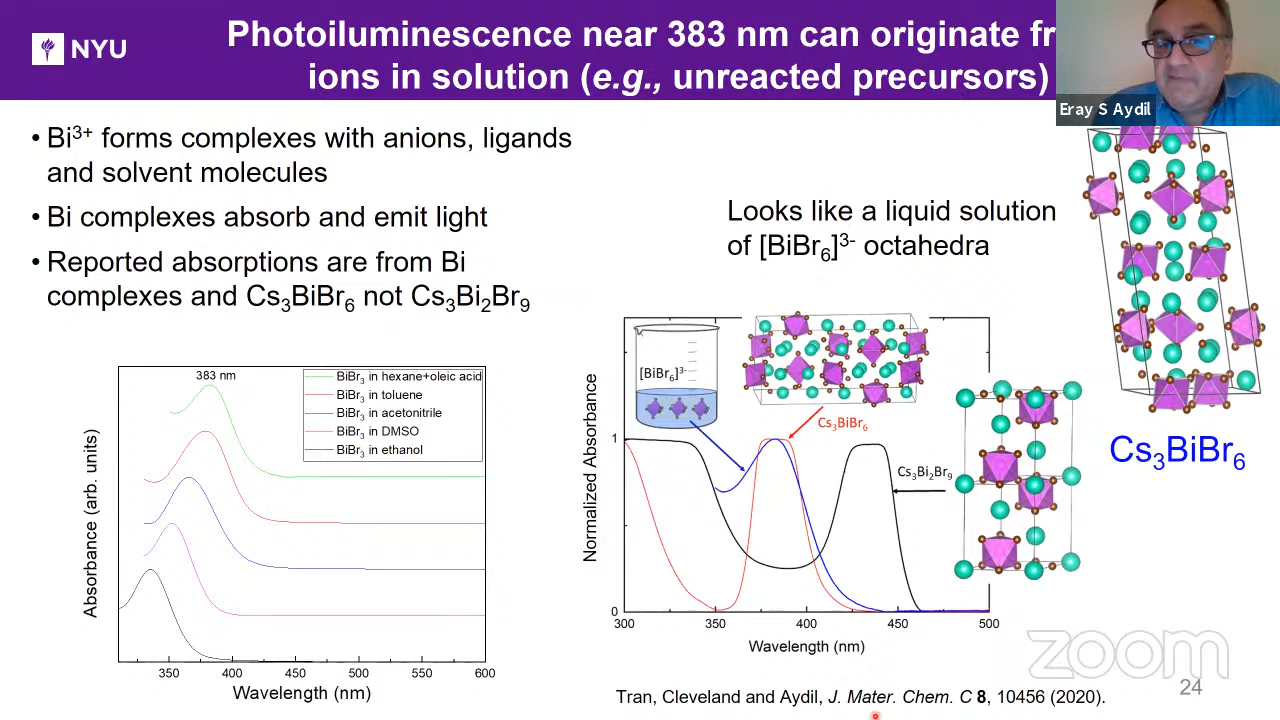 NYU
Photoiluminescence near 383 nm can originate fr
ions in solution (e.g., unreacted precursors)
Eray S Aydil
• Bi³⁺ forms complexes with anions, ligands
and solvent molecules
• Bi complexes absorb and emit light
• Reported absorptions are from Bi
complexes and Cs₃BiBr₆ not Cs₃Bi₂Br₉
Looks like a liquid solution
of [BiBr₆]³⁻ octahedra
383 nm
BiBr₃ in hexane+oleic acid
BiBr₃ in toluene
BiBr₃ in acetonitrile
BiBr₃ in DMSO
BiBr₃ in ethanol
Absorbance (arb. units)
350 400 450 500 550 600
Wavelength (nm)
[BiBr₆]³⁻
Cs₃BiBr₆
Cs₃Bi₂Br₉
Normalized Absorbance
1
0
300 350 400 450 500
Wavelength (nm)
Cs₃BiBr₆
zoom
Tran, Cleveland and Aydil, J. Mater. Chem. C 8, 10456 (2020).
24